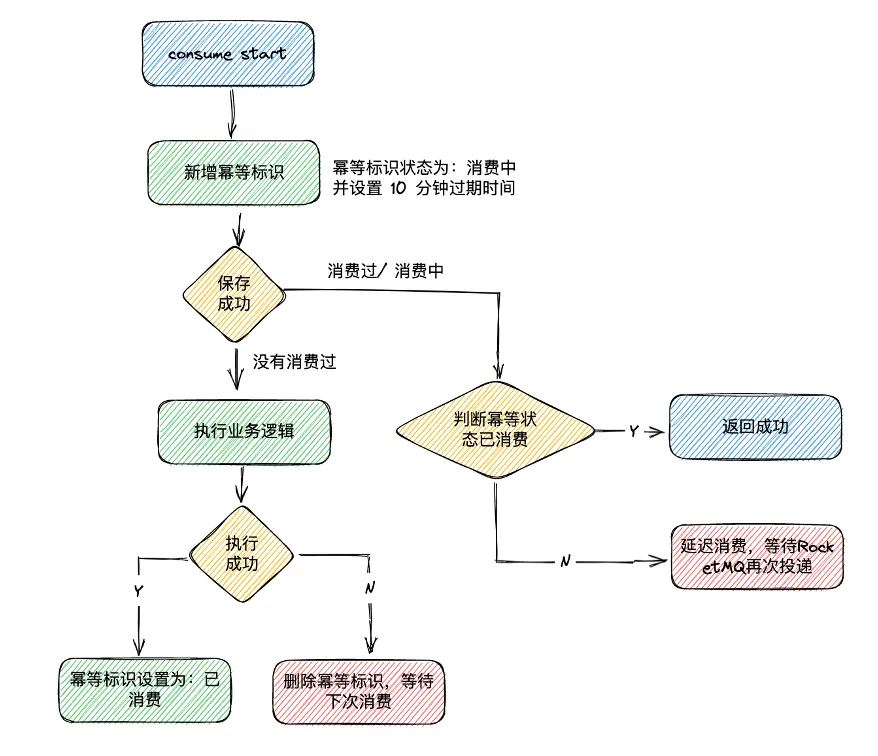 consume start
新增幂等标识
幂等标识状态为：消费中
并设置 10 分钟过期时间
保存
成功
消费过/ 消费中
没有消费过
执行业务逻辑
判断幂等状
态已消费
Y
返回成功
N
延迟消费，等待Rock
etMQ再次投递
执行
成功
Y
N
幂等标识设置为：已
消费
删除幂等标识，等待
下次消费